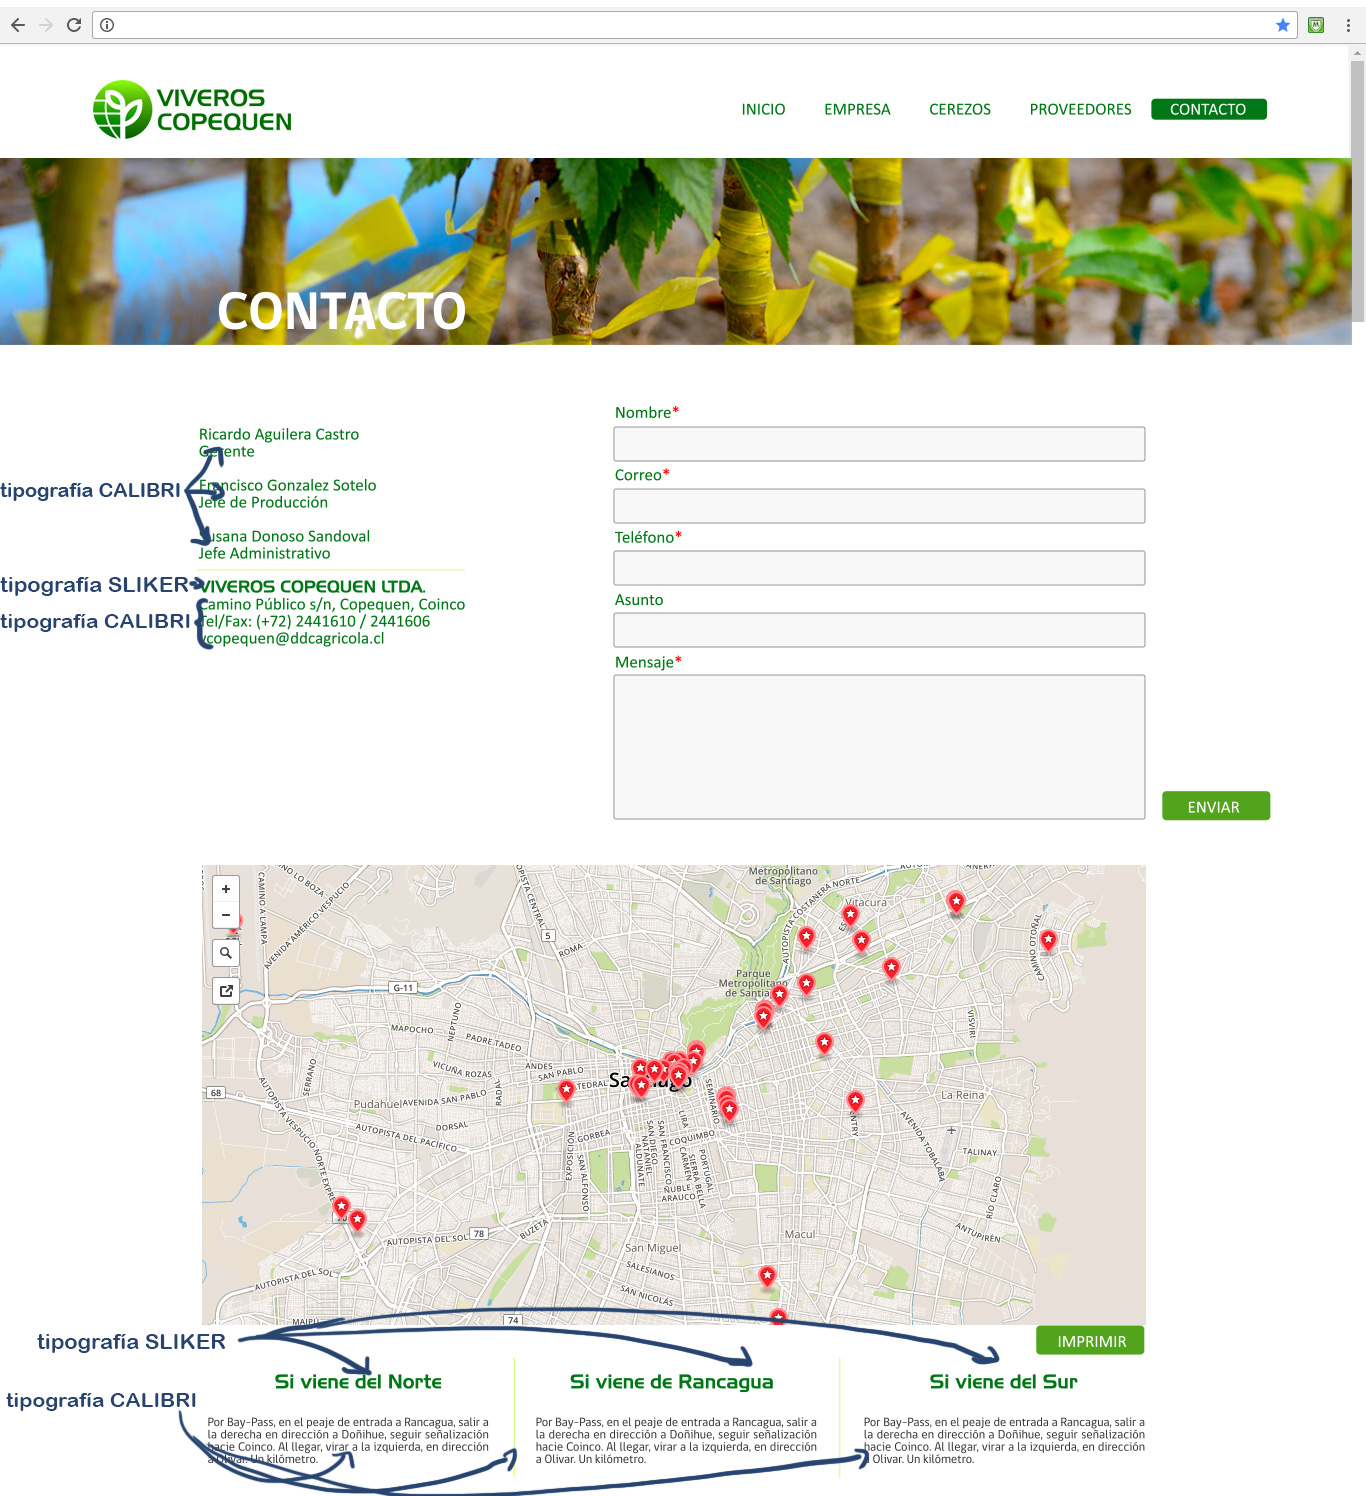 VIVEROS
COPEQUEN
INICIO
EMPRESA
CEREZOS
PROVEEDORES
CONTACTO
CONTACTO
Ricardo Aguilera Castro
Gerente
Francisco Gonzalez Sotelo
Jefe de Producción
Susana Donoso Sandoval
Jefe Administrativo
tipografía CALIBRI
tipografía SLIKER
VIVEROS COPEQUEN LTDA.
tipografía CALIBRI
Camino Público s/n, Copequen, Coinco
Tel/Fax: (+72) 2441610 / 2441606
vcopequen@ddcagricola.cl
Nombre*
Correo*
Teléfono*
Asunto
Mensaje*
ENVIAR
+
−
Metropolitano
de Santiago
AUTOPISTA COSTANERA NORTE
Vitacura
CAMINO A LAMPA
AVENIDA AMÉRICO VESPUCIO
AUTOPISTA CENTRAL
5
ROMA
CAMINO OTOÑAL
Parque
Metropolitano
de Santiago
G-11
MAPOCHO
NEPTUNO
PADRE TADEO
VISVIRI
VICUÑA ROZAS
ANDES
SAN PABLO
SERRANO
68
Pudahuel
AVENIDA SAN PABLO
RADAL
Santiago
SEMINARIO
LIRA
La Reina
DORSAL
AUTOPISTA DEL PACÍFICO
GORBEA
COQUIMBO
AVENIDA TOBALABA
TALINAY
EXPOSICIÓN
SAN ALFONSO
SAN DIEGO
NATANIEL
ALDUNATE
SAN FRANCISCO
CARMEN
SIERRA BELLA
PORTUGAL
ÑUBLE
ARAUCO
AUTOPISTA VESPUCIO NORTE EXPRE
RÍO CLARO
ANTUPIRÉN
AUTOPISTA DEL SOL
78
BUZETA
San Miguel
Macul
SALESIANOS
AUTOPISTA DEL SOL
SAN NICOLÁS
MAIPÚ
74
tipografía SLIKER
IMPRIMIR
Si viene del Norte
Si viene de Rancagua
Si viene del Sur
tipografía CALIBRI
Por Bay-Pass, en el peaje de entrada a Rancagua, salir a
la derecha en dirección a Doñihue, seguir señalización
hacie Coinco. Al llegar, virar a la izquierda, en dirección
a Olivar. Un kilómetro.
Por Bay-Pass, en el peaje de entrada a Rancagua, salir a
la derecha en dirección a Doñihue, seguir señalización
hacie Coinco. Al llegar, virar a la izquierda, en dirección
a Olivar. Un kilómetro.
Por Bay-Pass, en el peaje de entrada a Rancagua, salir a
la derecha en dirección a Doñihue, seguir señalización
hacie Coinco. Al llegar, virar a la izquierda, en dirección
a Olivar. Un kilómetro.